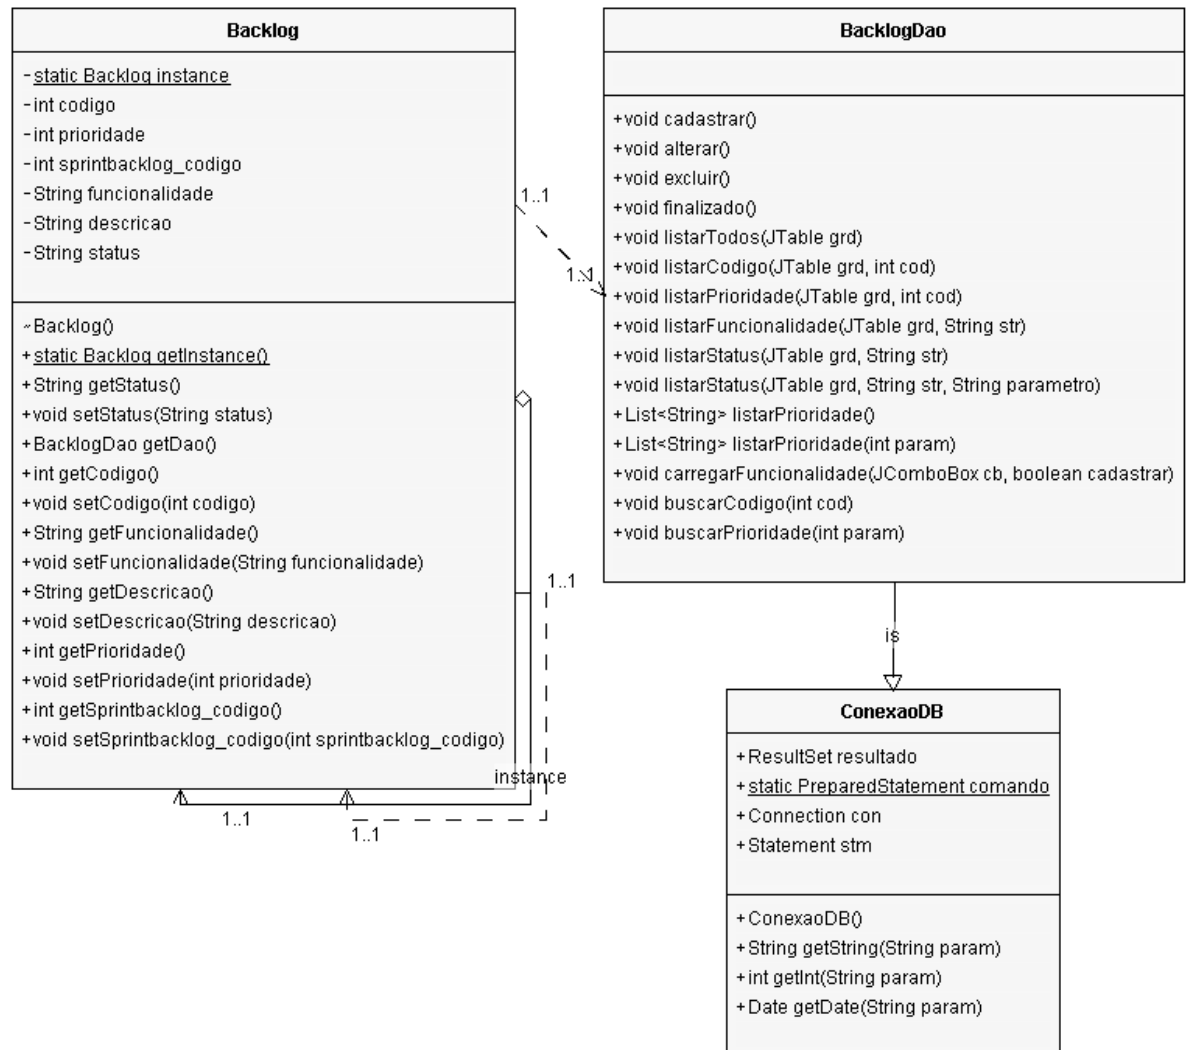 Backlog
-static Backlog instance
-int codigo
-int prioridade
-int sprintbacklog_codigo
-String funcionalidade
-String descricao
-String status
~Backlog()
+static Backlog getInstance()
+String getStatus()
+void setStatus(String status)
+BacklogDao getDao()
+int getCodigo()
+void setCodigo(int codigo)
+String getFuncionalidade()
+void setFuncionalidade(String funcionalidade)
+String getDescricao()
+void setDescricao(String descricao)
+int getPrioridade()
+void setPrioridade(int prioridade)
+int getSprintbacklog_codigo()
+void setSprintbacklog_codigo(int sprintbacklog_codigo)
instance
1..1
1..1
1..1
1..1
1..1
BacklogDao
+void cadastrar()
+void alterar()
+void excluir()
+void finalizado()
+void listarTodos(JTable grd)
+void listarCodigo(JTable grd, int cod)
+void listarPrioridade(JTable grd, int cod)
+void listarFuncionalidade(JTable grd, String str)
+void listarStatus(JTable grd, String str)
+void listarStatus(JTable grd, String str, String parametro)
+List<String> listarPrioridade()
+List<String> listarPrioridade(int param)
+void carregarFuncionalidade(JComboBox cb, boolean cadastrar)
+void buscarCodigo(int cod)
+void buscarPrioridade(int param)
is
ConexaoDB
+ResultSet resultado
+static PreparedStatement comando
+Connection con
+Statement stm
+ConexaoDB()
+String getString(String param)
+int getInt(String param)
+Date getDate(String param)